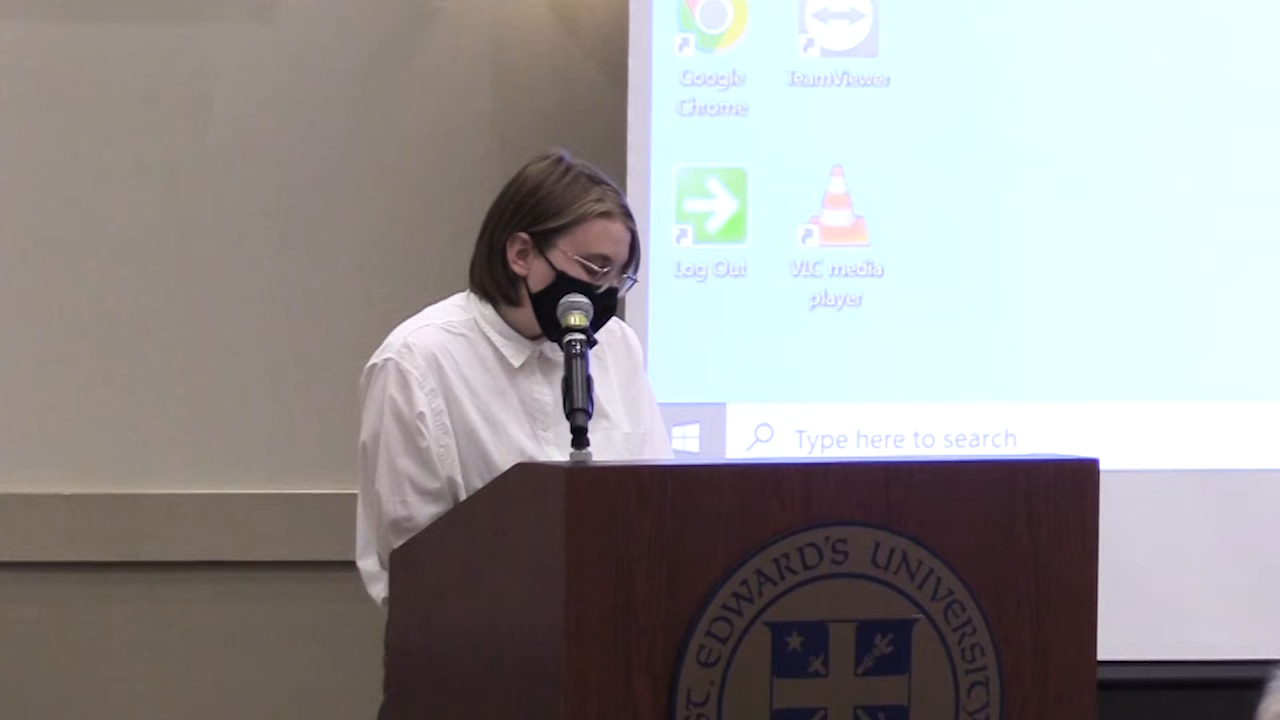 Google
Chrome
TeamViewer
Log Out
VLC media
player
Type here to search
ST. EDWARD'S UNIVERSITY